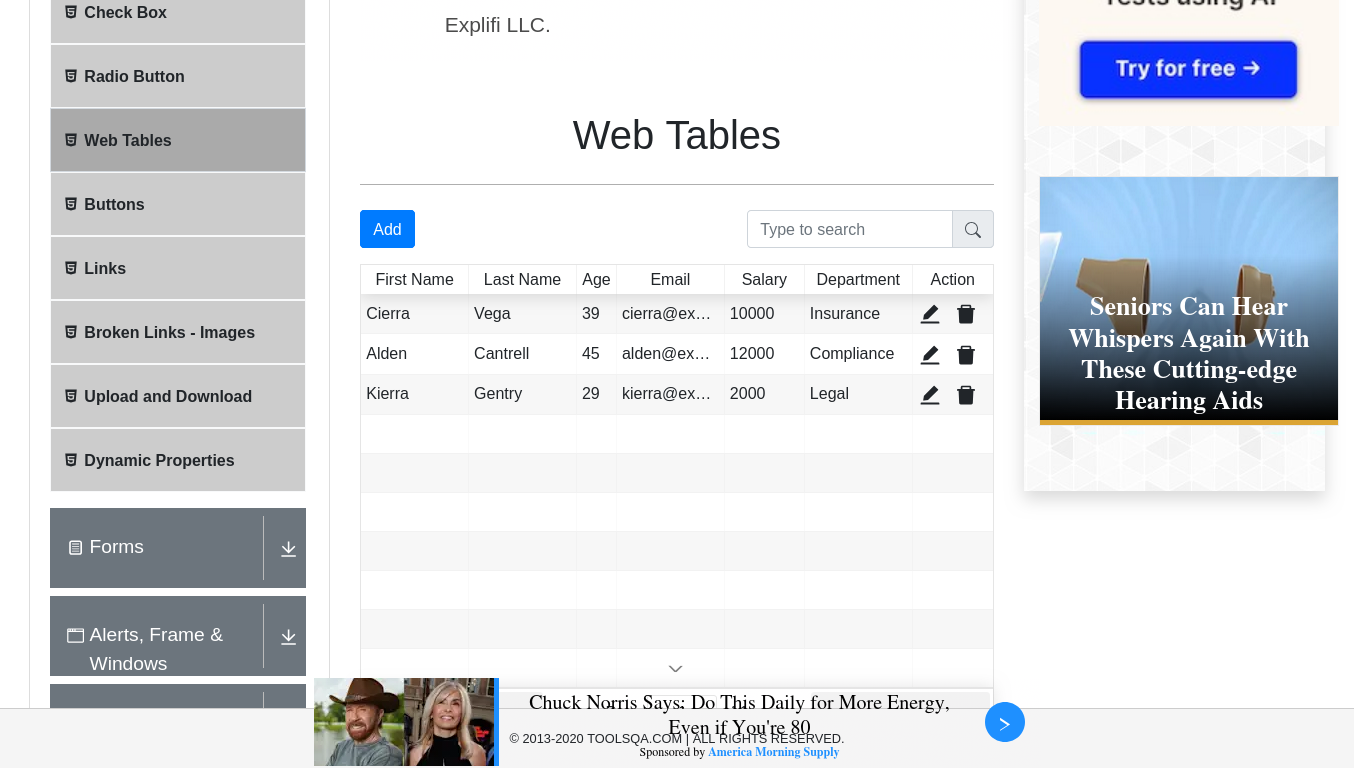 Check Box
Radio Button
Web Tables
Buttons
Links
Broken Links - Images
Upload and Download
Dynamic Properties
Forms
Alerts, Frame &
Windows
Explifi LLC.
Web Tables
Add
Type to search
First Name Last Name Age Email Salary Department Action
Cierra Vega 39 cierra@ex… 10000 Insurance
Alden Cantrell 45 alden@ex… 12000 Compliance
Kierra Gentry 29 kierra@ex… 2000 Legal
Tests using AI
Try for free →
Seniors Can Hear
Whispers Again With
These Cutting-edge
Hearing Aids
Chuck Norris Says: Do This Daily for More Energy,
Even if You're 80
© 2013-2020 TOOLSQA.COM | ALL RIGHTS RESERVED.
Sponsored by America Morning Supply